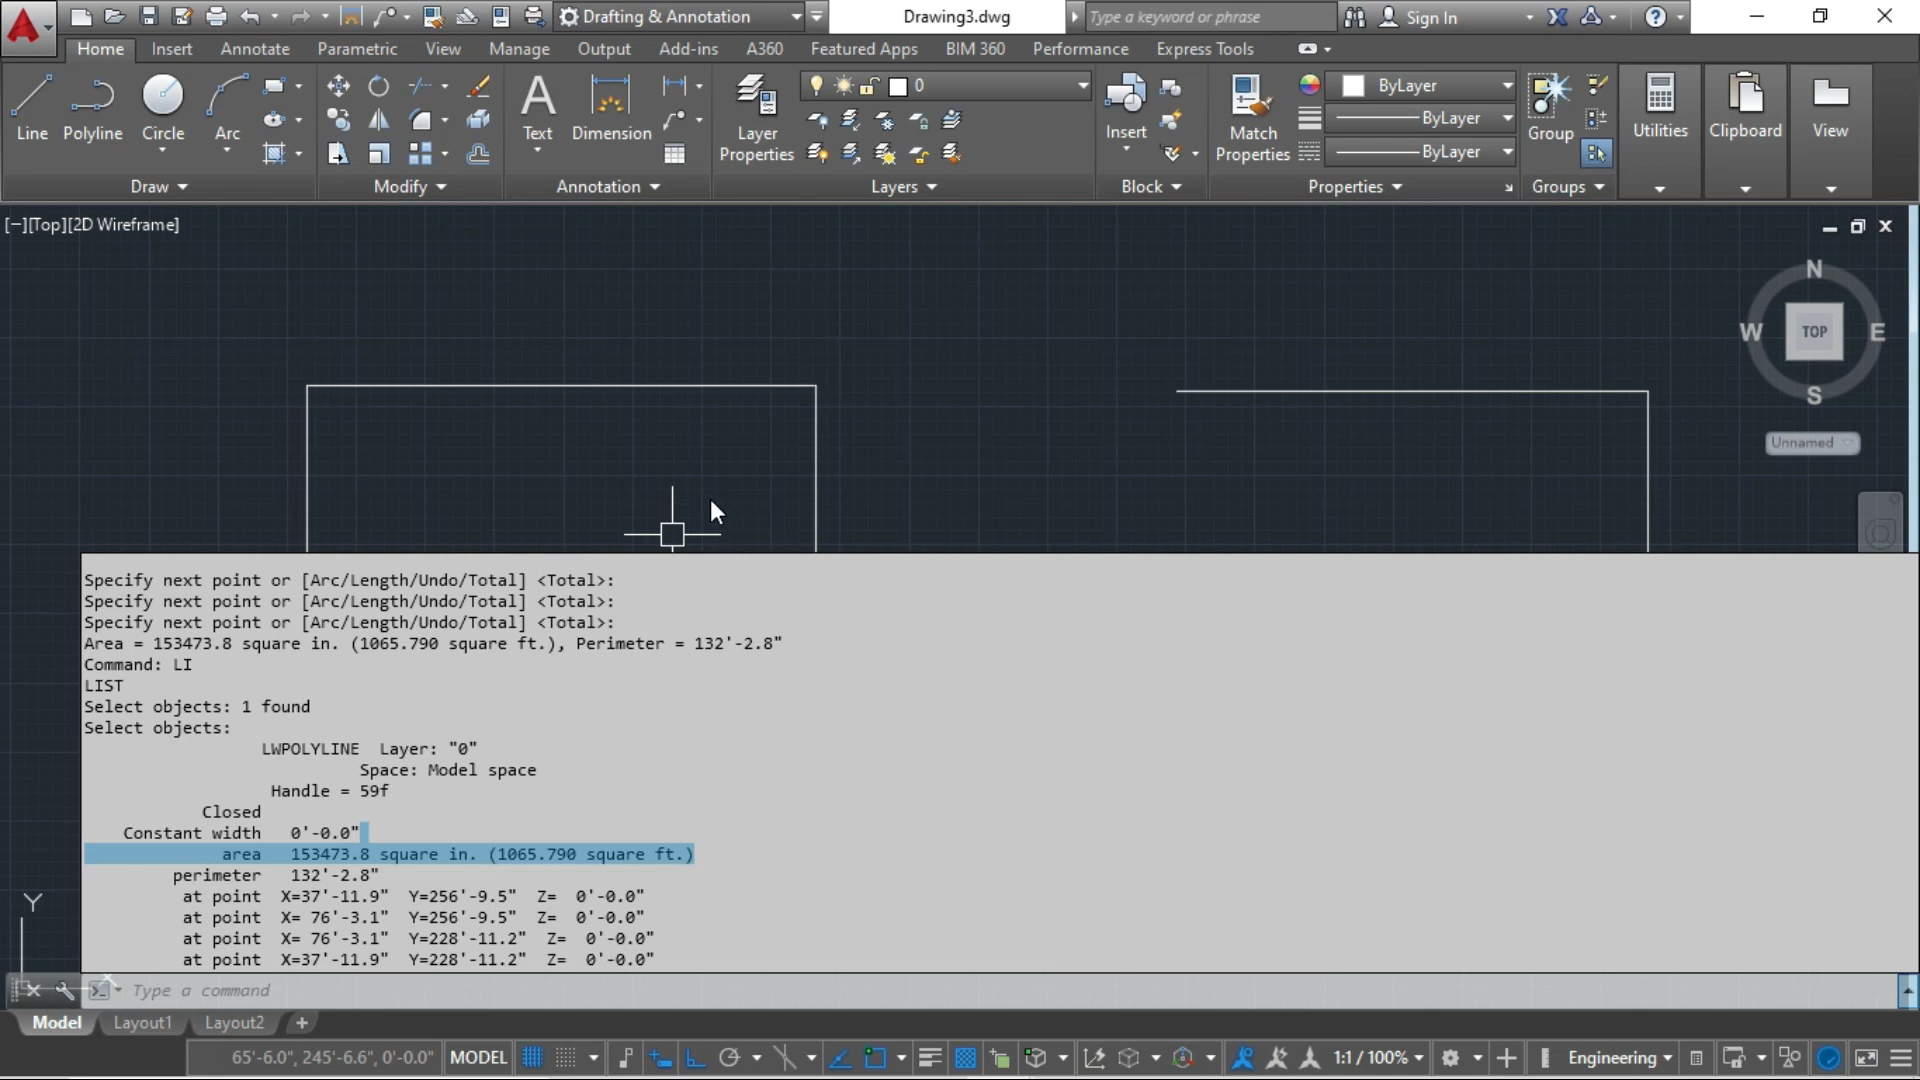 Drafting & Annotation
Drawing3.dwg
Type a keyword or phrase
Sign In
Home Insert Annotate Parametric View Manage Output Add-ins A360 Featured Apps BIM 360 Performance Express Tools
Line Polyline Circle Arc
Text Dimension
Layer Properties
0
Insert
Match Properties
ByLayer
ByLayer
ByLayer
Group
Utilities
Clipboard
View
Draw Modify Annotation Layers Block Properties Groups
[−][Top][2D Wireframe]
N
W TOP E
S
Unnamed
Specify next point or [Arc/Length/Undo/Total] <Total>:
Specify next point or [Arc/Length/Undo/Total] <Total>:
Specify next point or [Arc/Length/Undo/Total] <Total>:
Area = 153473.8 square in. (1065.790 square ft.), Perimeter = 132'-2.8"
Command: LI
LIST
Select objects: 1 found
Select objects:
LWPOLYLINE Layer: "0"
Space: Model space
Handle = 59f
Closed
Constant width 0'-0.0"
area 153473.8 square in. (1065.790 square ft.)
perimeter 132'-2.8"
at point X=37'-11.9" Y=256'-9.5" Z= 0'-0.0"
at point X= 76'-3.1" Y=256'-9.5" Z= 0'-0.0"
at point X= 76'-3.1" Y=228'-11.2" Z= 0'-0.0"
at point X=37'-11.9" Y=228'-11.2" Z= 0'-0.0"
Y
Type a command
Model Layout1 Layout2 +
65'-6.0", 245'-6.6", 0'-0.0" MODEL 1:1 / 100% Engineering